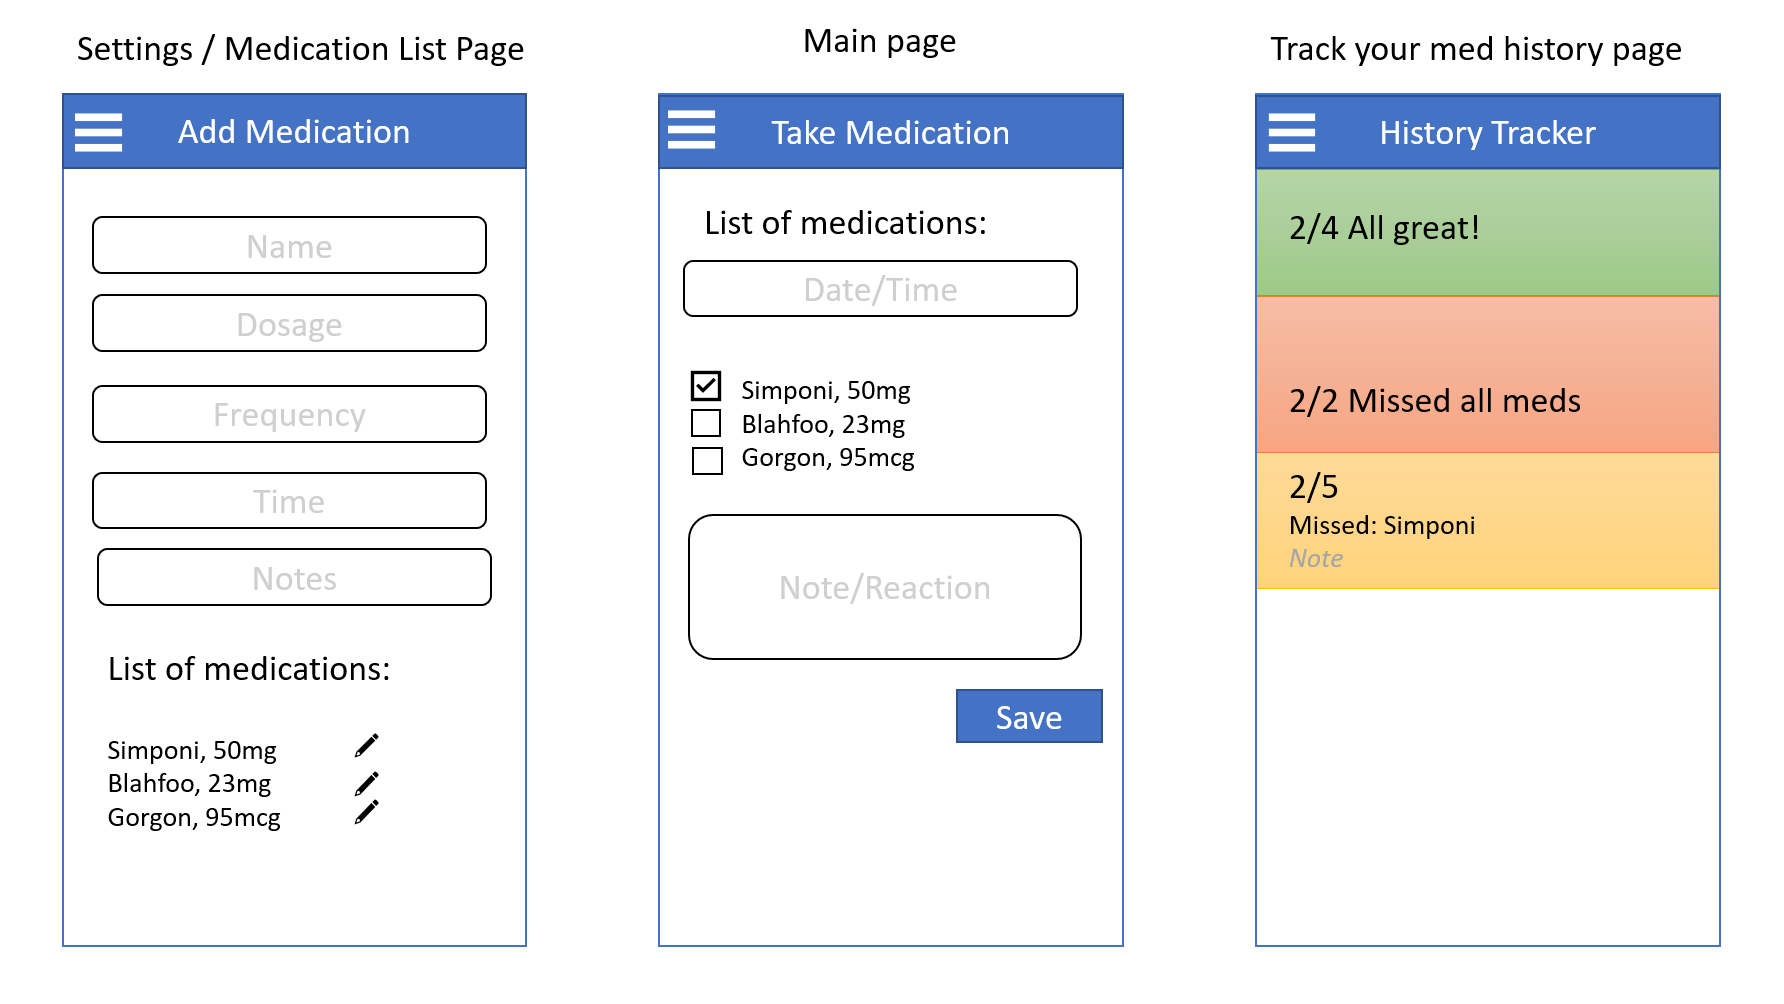 Settings / Medication List Page
Add Medication
Name
Dosage
Frequency
Time
Notes
List of medications:
Simponi, 50mg
Blahfoo, 23mg
Gorgon, 95mcg
Main page
Take Medication
List of medications:
Date/Time
Simponi, 50mg
Blahfoo, 23mg
Gorgon, 95mcg
Note/Reaction
Save
Track your med history page
History Tracker
2/4 All great!
2/2 Missed all meds
2/5
Missed: Simponi
Note